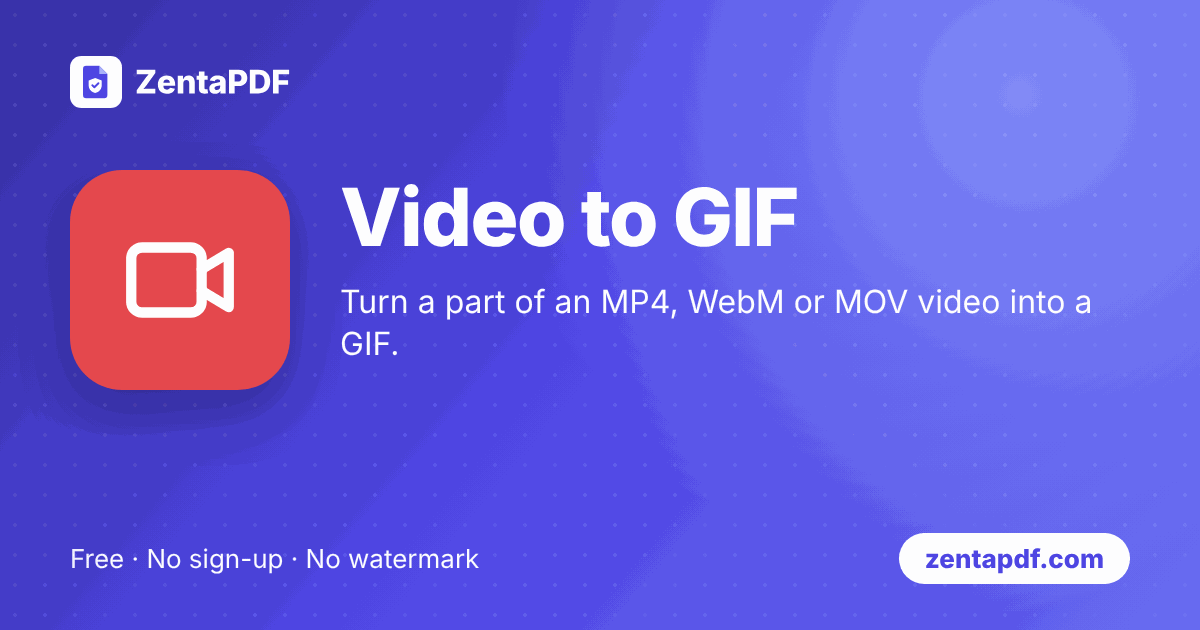 ZentaPDF
Video to GIF
Turn a part of an MP4, WebM or MOV video into a
GIF.
Free · No sign-up · No watermark
zentapdf.com